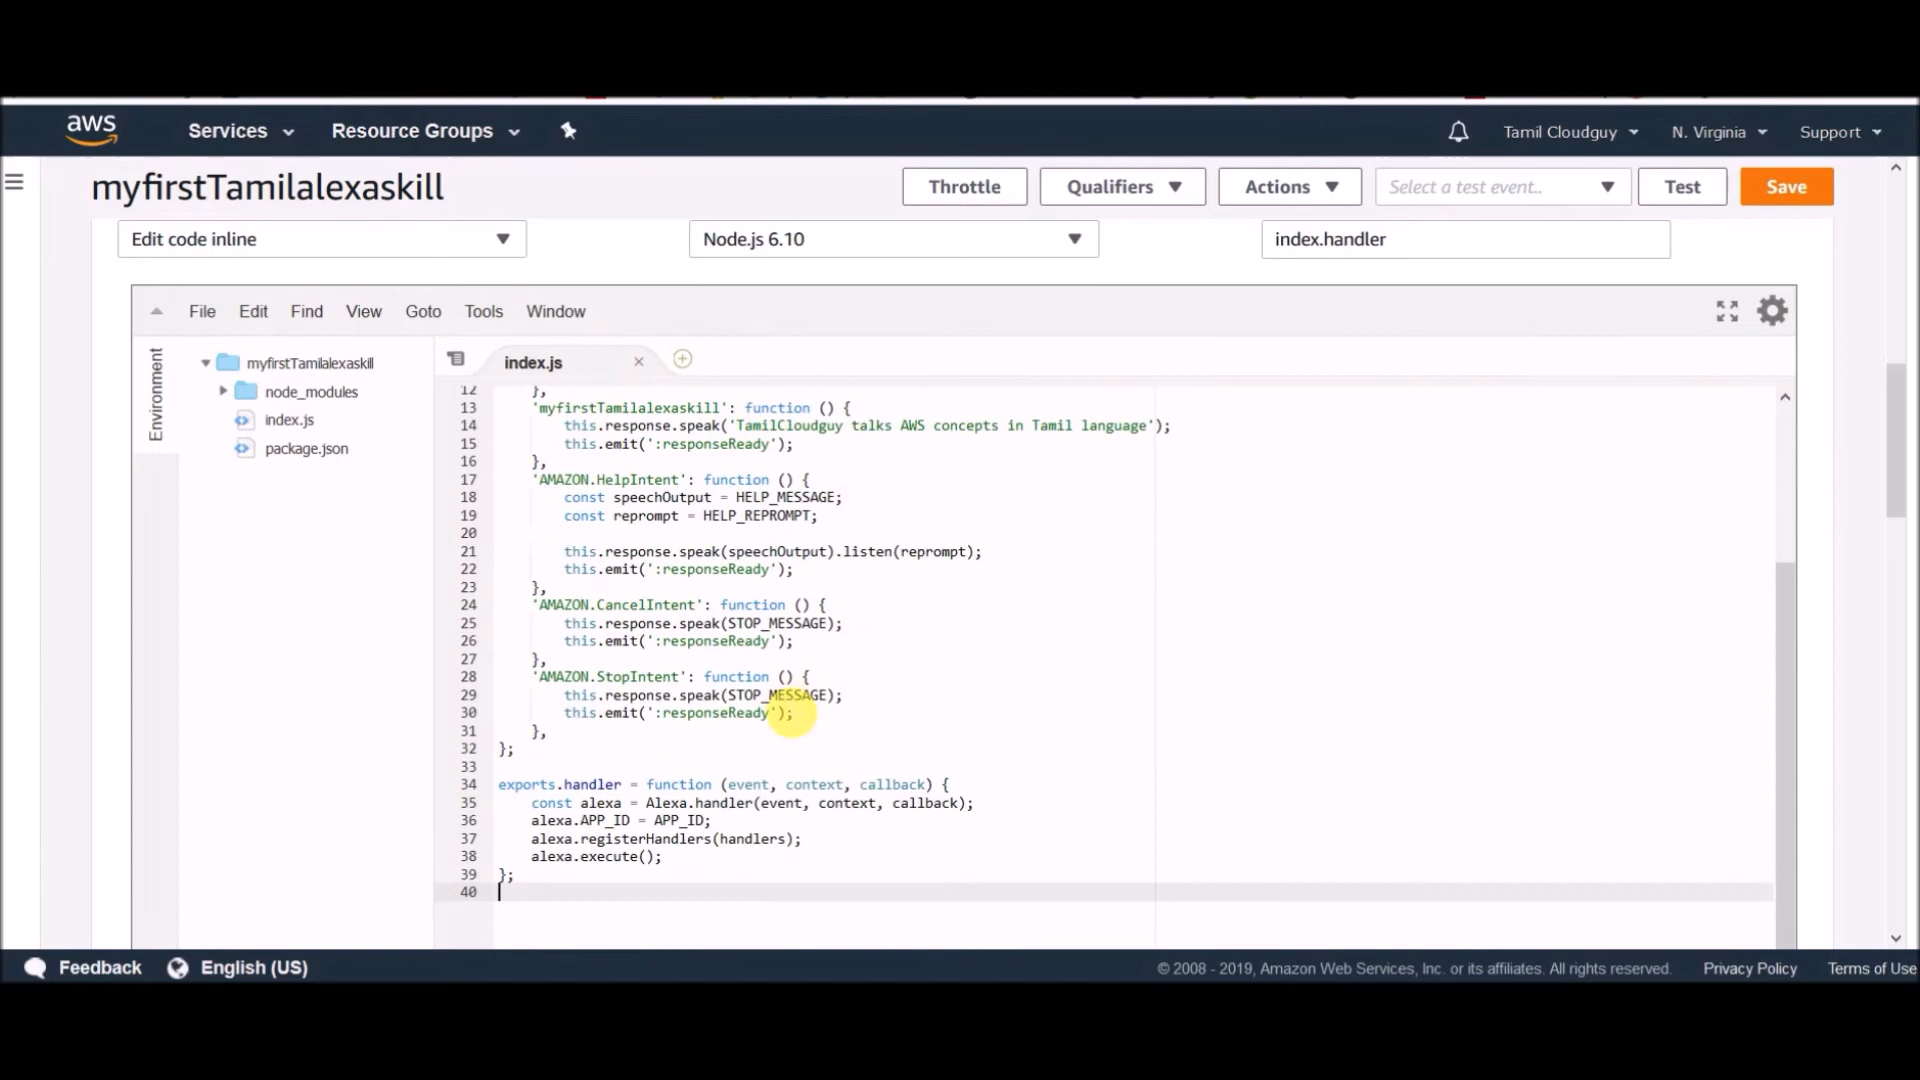 aws
Services
Resource Groups
Tamil Cloudguy
N. Virginia
Support
myfirstTamilalexaskill
Throttle
Qualifiers
Actions
Select a test event..
Test
Save
Edit code inline
Node.js 6.10
index.handler
File Edit Find View Goto Tools Window
Environment
myfirstTamilalexaskill
node_modules
index.js
package.json
index.js
12 },
13 'myfirstTamilalexaskill': function () {
14 this.response.speak('TamilCloudguy talks AWS concepts in Tamil language');
15 this.emit(':responseReady');
16 },
17 'AMAZON.HelpIntent': function () {
18 const speechOutput = HELP_MESSAGE;
19 const reprompt = HELP_REPROMPT;
20
21 this.response.speak(speechOutput).listen(reprompt);
22 this.emit(':responseReady');
23 },
24 'AMAZON.CancelIntent': function () {
25 this.response.speak(STOP_MESSAGE);
26 this.emit(':responseReady');
27 },
28 'AMAZON.StopIntent': function () {
29 this.response.speak(STOP_MESSAGE);
30 this.emit(':responseReady');
31 },
32 };
33
34 exports.handler = function (event, context, callback) {
35 const alexa = Alexa.handler(event, context, callback);
36 alexa.APP_ID = APP_ID;
37 alexa.registerHandlers(handlers);
38 alexa.execute();
39 };
40
Feedback
English (US)
© 2008 - 2019, Amazon Web Services, Inc. or its affiliates. All rights reserved.
Privacy Policy
Terms of Use